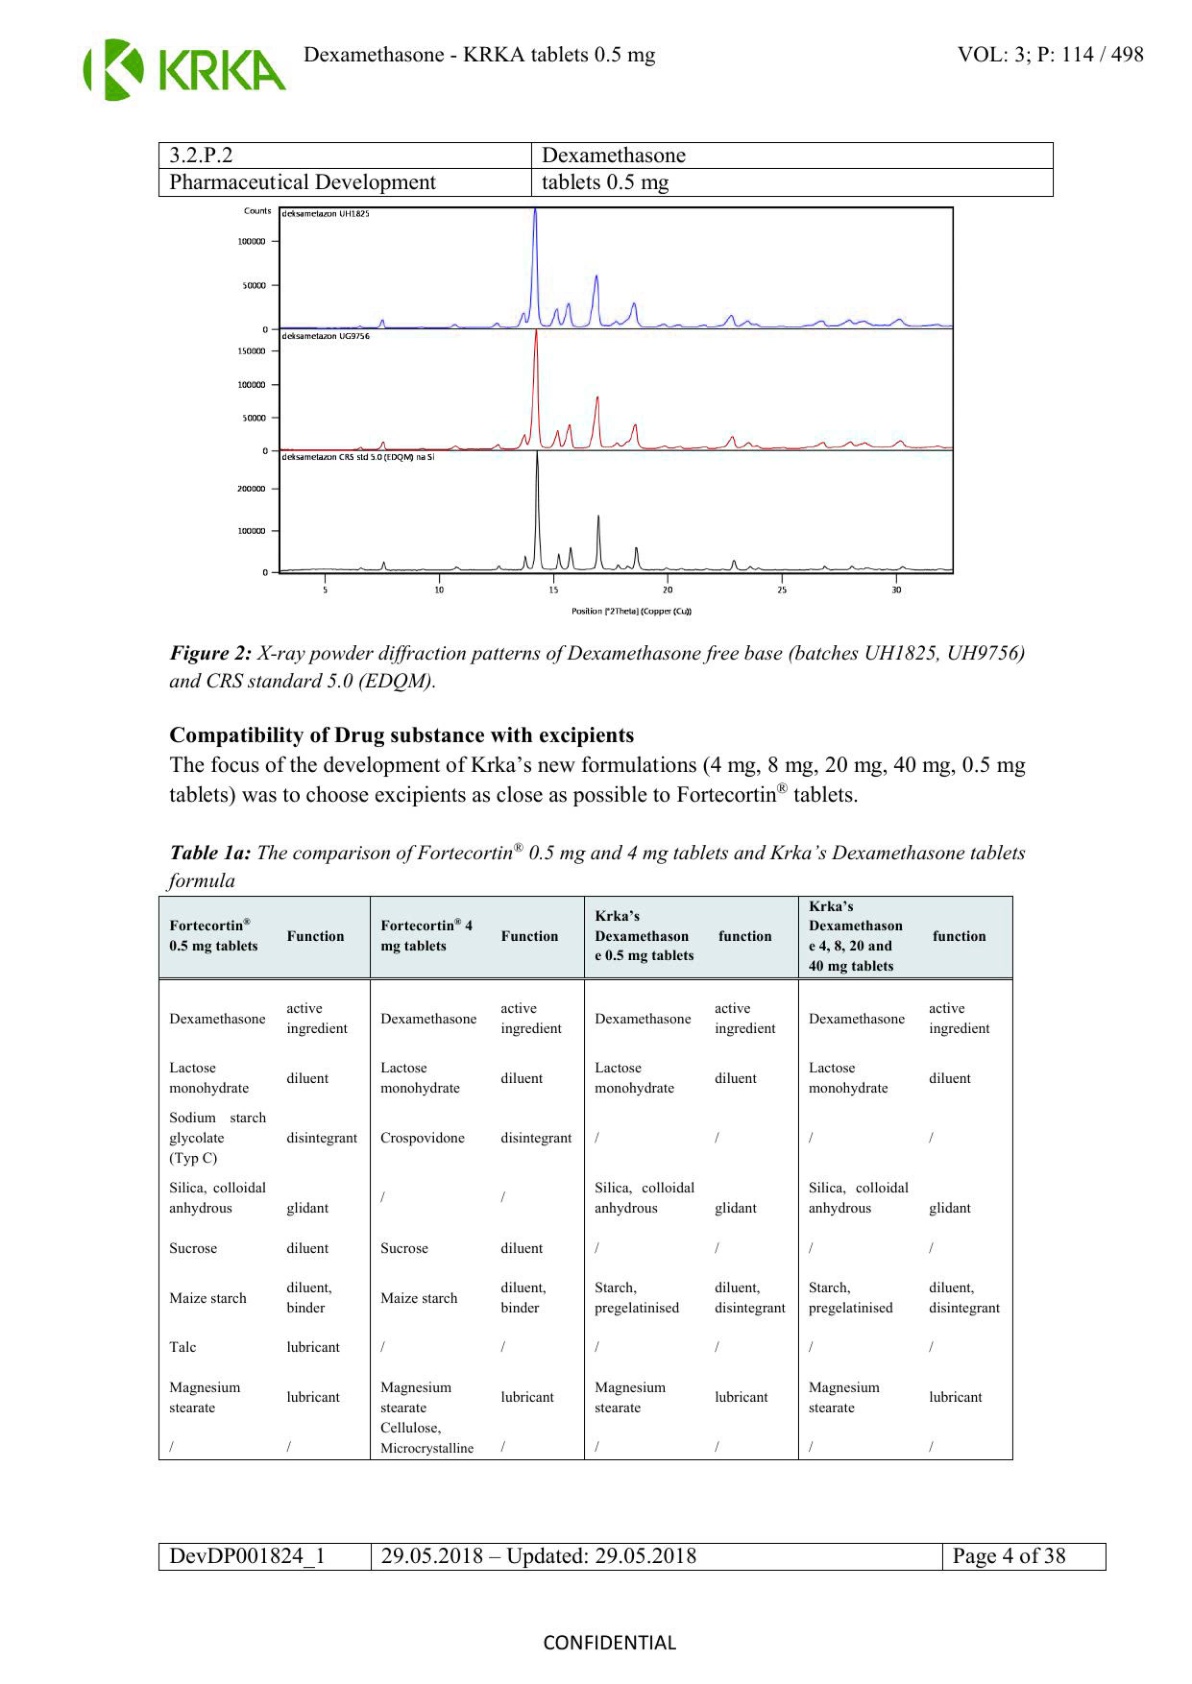 KRKA
Dexamethasone - KRKA tablets 0.5 mg
VOL: 3; P: 114 / 498
3.2.P.2
Dexamethasone
Pharmaceutical Development
tablets 0.5 mg
Counts
deksametazon UH1825
100000
50000
0
deksametazon UG9756
150000
100000
50000
0
deksametazon CRS std 5.0 (EDQM) na Si
200000
100000
0
5
10
15
20
25
30
Position [°2Theta] (Copper (Cu))
Figure 2: X-ray powder diffraction patterns of Dexamethasone free base (batches UH1825, UH9756)
and CRS standard 5.0 (EDQM).
Compatibility of Drug substance with excipients
The focus of the development of Krka’s new formulations (4 mg, 8 mg, 20 mg, 40 mg, 0.5 mg
tablets) was to choose excipients as close as possible to Fortecortin® tablets.
Table 1a: The comparison of Fortecortin® 0.5 mg and 4 mg tablets and Krka’s Dexamethasone tablets
formula
Fortecortin®
0.5 mg tablets
Function
Fortecortin® 4
mg tablets
Function
Krka’s
Dexamethason
e 0.5 mg tablets
function
Krka’s
Dexamethason
e 4, 8, 20 and
40 mg tablets
function
Dexamethasone
active
ingredient
Dexamethasone
active
ingredient
Dexamethasone
active
ingredient
Dexamethasone
active
ingredient
Lactose
monohydrate
diluent
Lactose
monohydrate
diluent
Lactose
monohydrate
diluent
Lactose
monohydrate
diluent
Sodium starch
glycolate
(Typ C)
disintegrant
Crospovidone
disintegrant
/
/
/
/
Silica, colloidal
anhydrous
glidant
/
/
Silica, colloidal
anhydrous
glidant
Silica, colloidal
anhydrous
glidant
Sucrose
diluent
Sucrose
diluent
/
/
/
/
Maize starch
diluent,
binder
Maize starch
diluent,
binder
Starch,
pregelatinised
diluent,
disintegrant
Starch,
pregelatinised
diluent,
disintegrant
Talc
lubricant
/
/
/
/
/
/
Magnesium
stearate
lubricant
Magnesium
stearate
lubricant
Magnesium
stearate
lubricant
Magnesium
stearate
lubricant
/
/
Cellulose,
Microcrystalline
/
/
/
/
/
DevDP001824_1
29.05.2018 – Updated: 29.05.2018
Page 4 of 38
CONFIDENTIAL